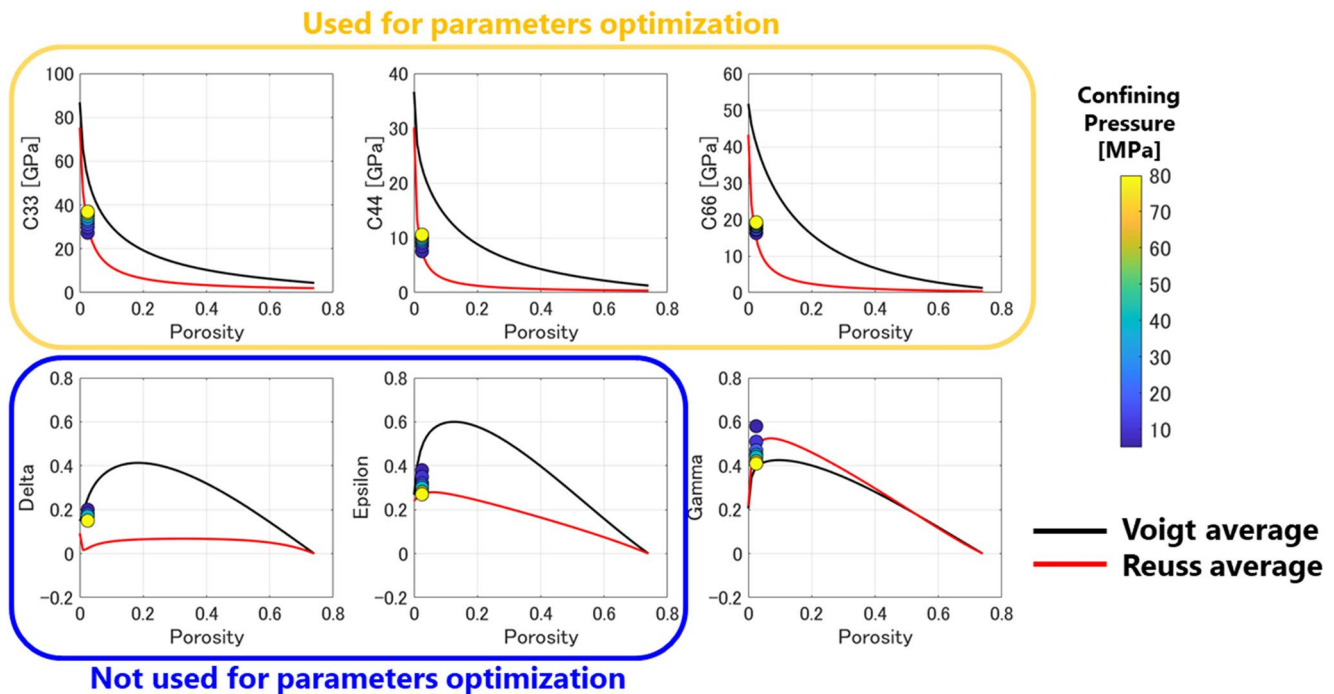 Used for parameters optimization
C33 [GPa]
100
80
60
40
20
0
0 0.2 0.4 0.6 0.8
Porosity
C44 [GPa]
40
30
20
10
0
0 0.2 0.4 0.6 0.8
Porosity
C66 [GPa]
60
50
40
30
20
10
0
0 0.2 0.4 0.6 0.8
Porosity
Confining
Pressure
[MPa]
80
70
60
50
40
30
20
10
Delta
0.8
0.6
0.4
0.2
0
−0.2
0 0.2 0.4 0.6 0.8
Porosity
Epsilon
0.8
0.6
0.4
0.2
0
−0.2
0 0.2 0.4 0.6 0.8
Porosity
Gamma
0.8
0.6
0.4
0.2
0
−0.2
0 0.2 0.4 0.6 0.8
Porosity
Voigt average
Reuss average
Not used for parameters optimization